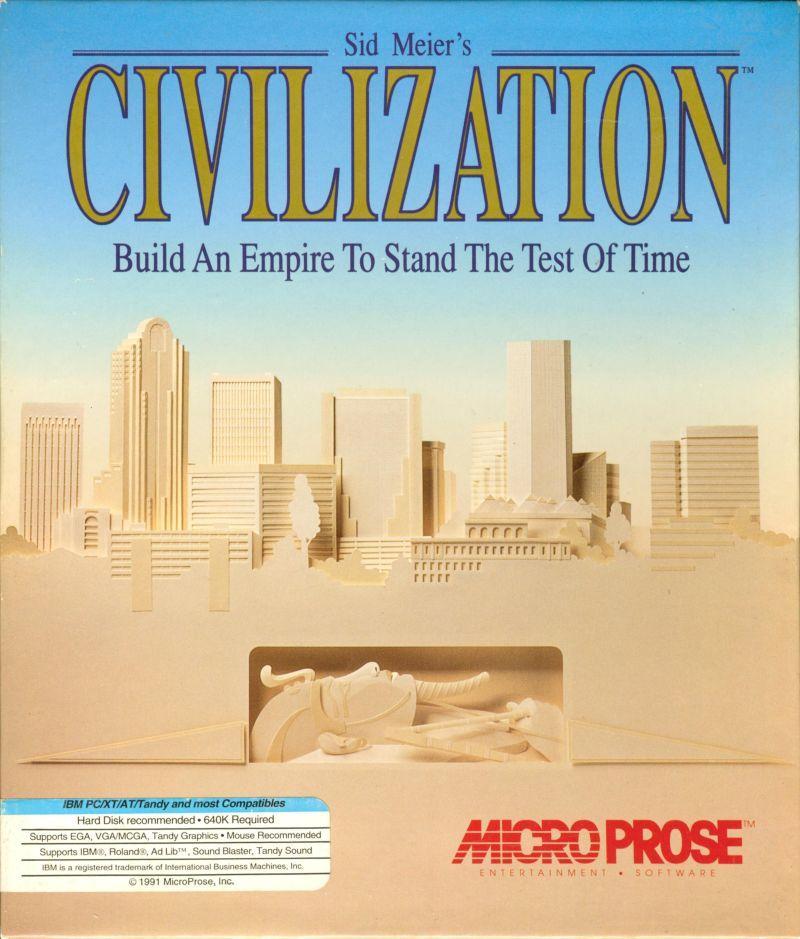 Sid Meier's
CIVILIZATION™
Build An Empire To Stand The Test Of Time
IBM PC/XT/AT/Tandy and most Compatibles
Hard Disk recommended • 640K Required
Supports EGA, VGA/MCGA, Tandy Graphics • Mouse Recommended
Supports IBM®, Roland®, Ad Lib™, Sound Blaster, Tandy Sound
IBM is a registered trademark of International Business Machines, Inc.
© 1991 MicroProse, Inc.
MICROPROSE™
ENTERTAINMENT • SOFTWARE